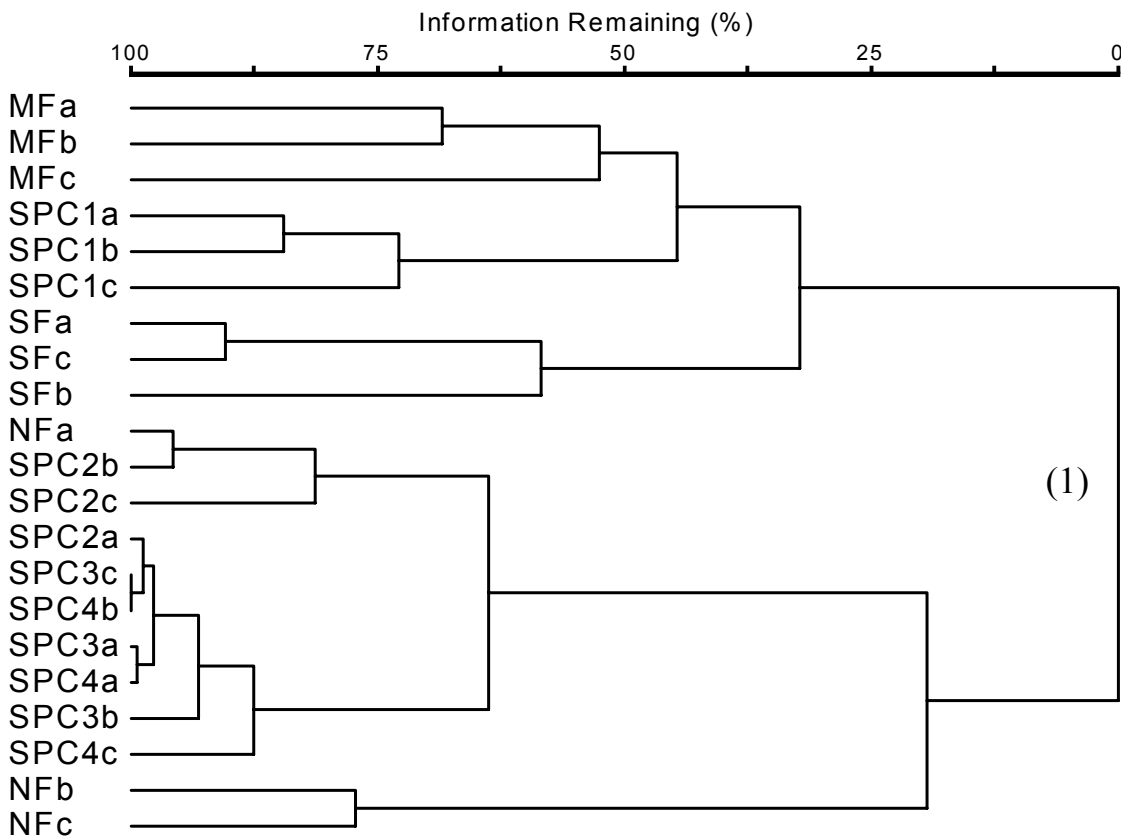 Information Remaining (%)
100 75 50 25 0
MFa
MFb
MFc
SPC1a
SPC1b
SPC1c
SFa
SFc
SFb
NFa
SPC2b
SPC2c
(1)
SPC2a
SPC3c
SPC4b
SPC3a
SPC4a
SPC3b
SPC4c
NFb
NFc